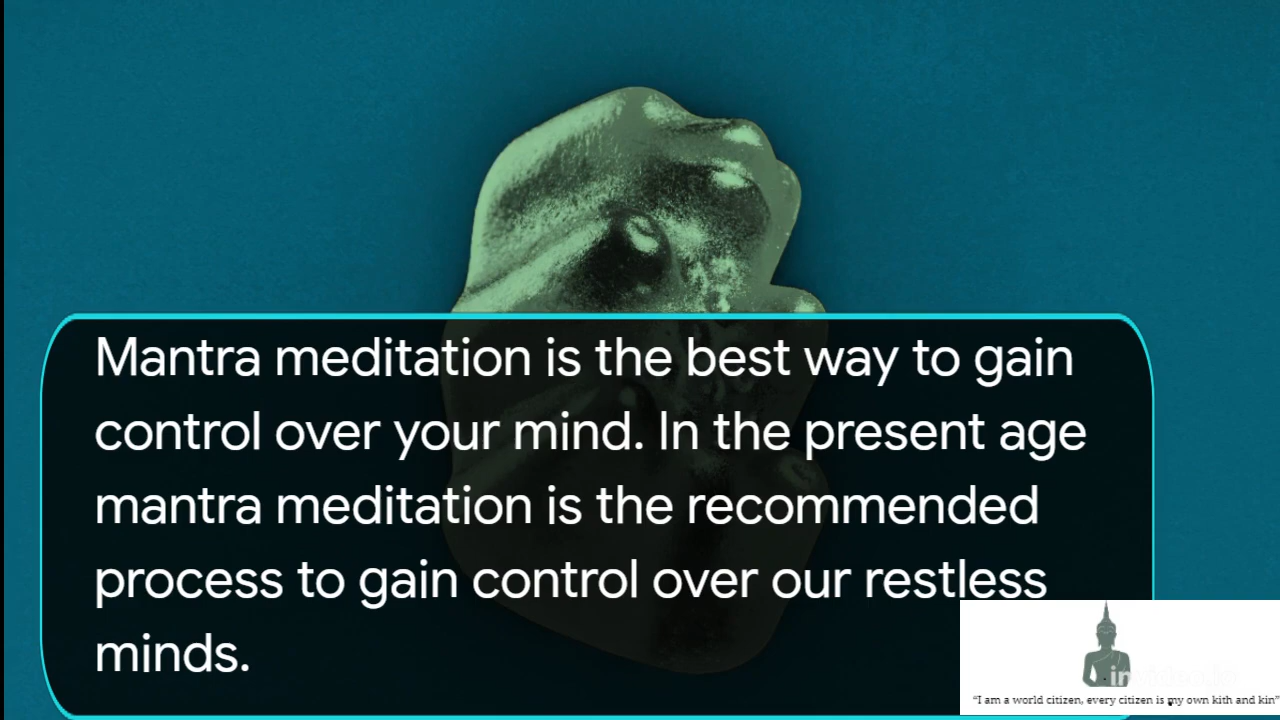 Mantra meditation is the best way to gain
control over your mind. In the present age
mantra meditation is the recommended
process to gain control over our restless
minds.
"I am a world citizen, every citizen is my own kith and kin"